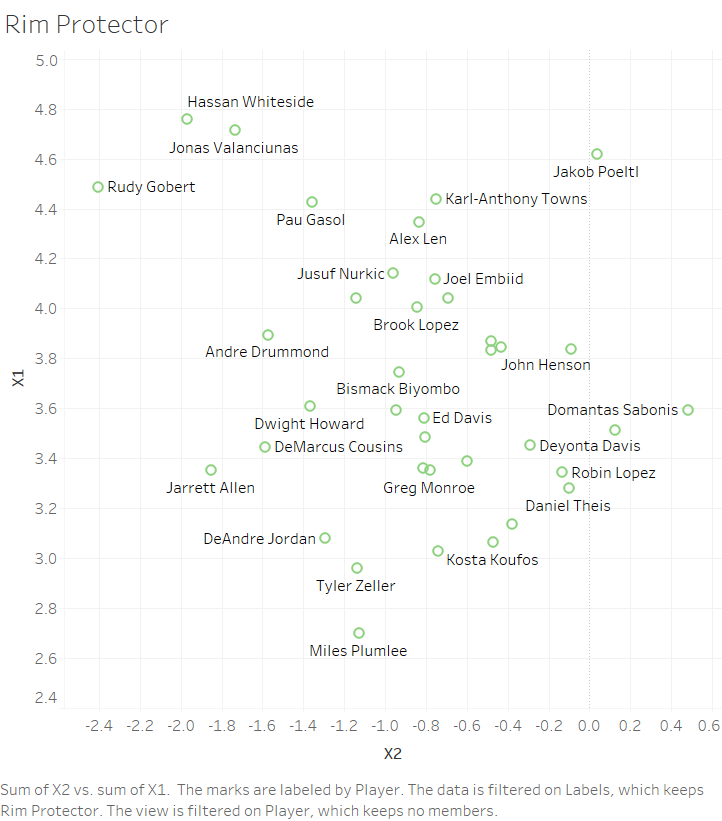 Rim Protector
5.0
4.8
4.6
4.4
4.2
4.0
3.8
3.6
3.4
3.2
3.0
2.8
2.6
2.4
X1
Hassan Whiteside
Jonas Valanciunas
Jakob Poeltl
Rudy Gobert
Karl-Anthony Towns
Pau Gasol
Alex Len
Jusuf Nurkic
Joel Embiid
Brook Lopez
Andre Drummond
John Henson
Bismack Biyombo
Domantas Sabonis
Dwight Howard
Ed Davis
DeMarcus Cousins
Deyonta Davis
Jarrett Allen
Greg Monroe
Robin Lopez
Daniel Theis
DeAndre Jordan
Kosta Koufos
Tyler Zeller
Miles Plumlee
-2.4 -2.2 -2.0 -1.8 -1.6 -1.4 -1.2 -1.0 -0.8 -0.6 -0.4 -0.2 0.0 0.2 0.4 0.6
X2
Sum of X2 vs. sum of X1. The marks are labeled by Player. The data is filtered on Labels, which keeps
Rim Protector. The view is filtered on Player, which keeps no members.